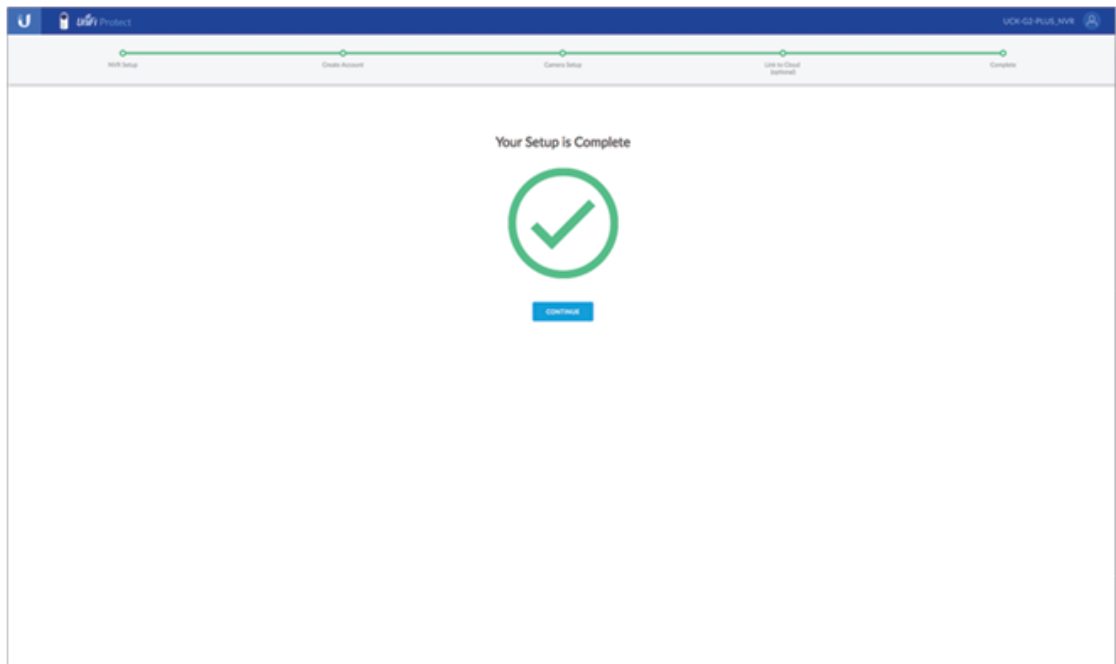 U UniFi Protect UCK-G2-PLUS_NVR
NVR Setup Create Account Camera Setup Link to Cloud Complete
(optional)
Your Setup is Complete
CONTINUE